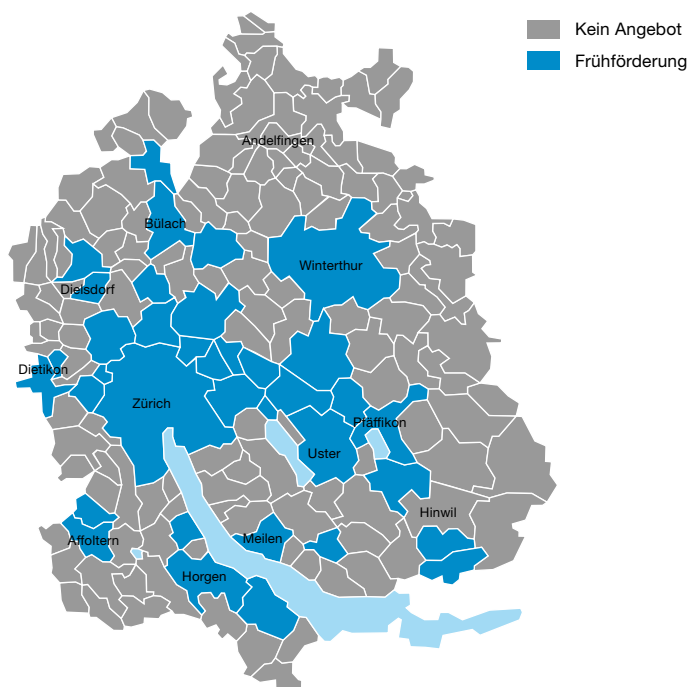 Kein Angebot
Frühförderung
Andelfingen
Bülach
Winterthur
Dielsdorf
Dietikon
Zürich
Pfäffikon
Uster
Hinwil
Affoltern
Meilen
Horgen